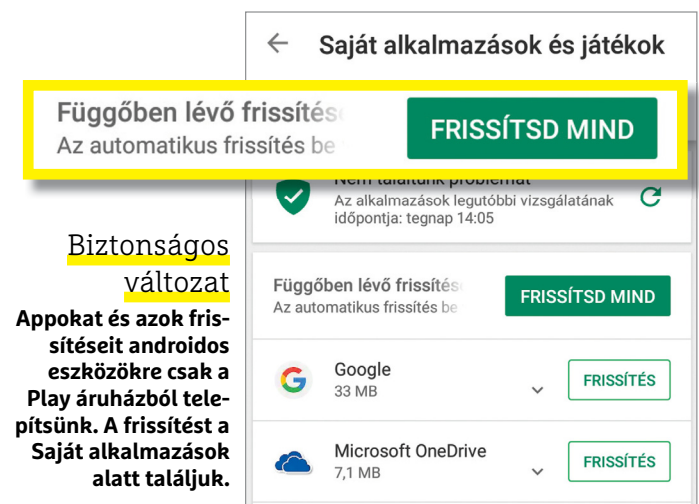 Saját alkalmazások és játékok
Függőben lévő frissítés
Az automatikus frissítés be
FRISSÍTSD MIND
Nem találtunk problémát
Az alkalmazások legutóbbi vizsgálatának
időpontja: tegnap 14:05
Biztonságos
változat
Appokat és azok fris-
sítéseit androidos
eszközökre csak a
Play áruházból tele-
pítsünk. A frissítést a
Saját alkalmazások
alatt találjuk.
Függőben lévő frissítés
Az automatikus frissítés be
FRISSÍTSD MIND
Google
33 MB
FRISSÍTÉS
Microsoft OneDrive
7,1 MB
FRISSÍTÉS